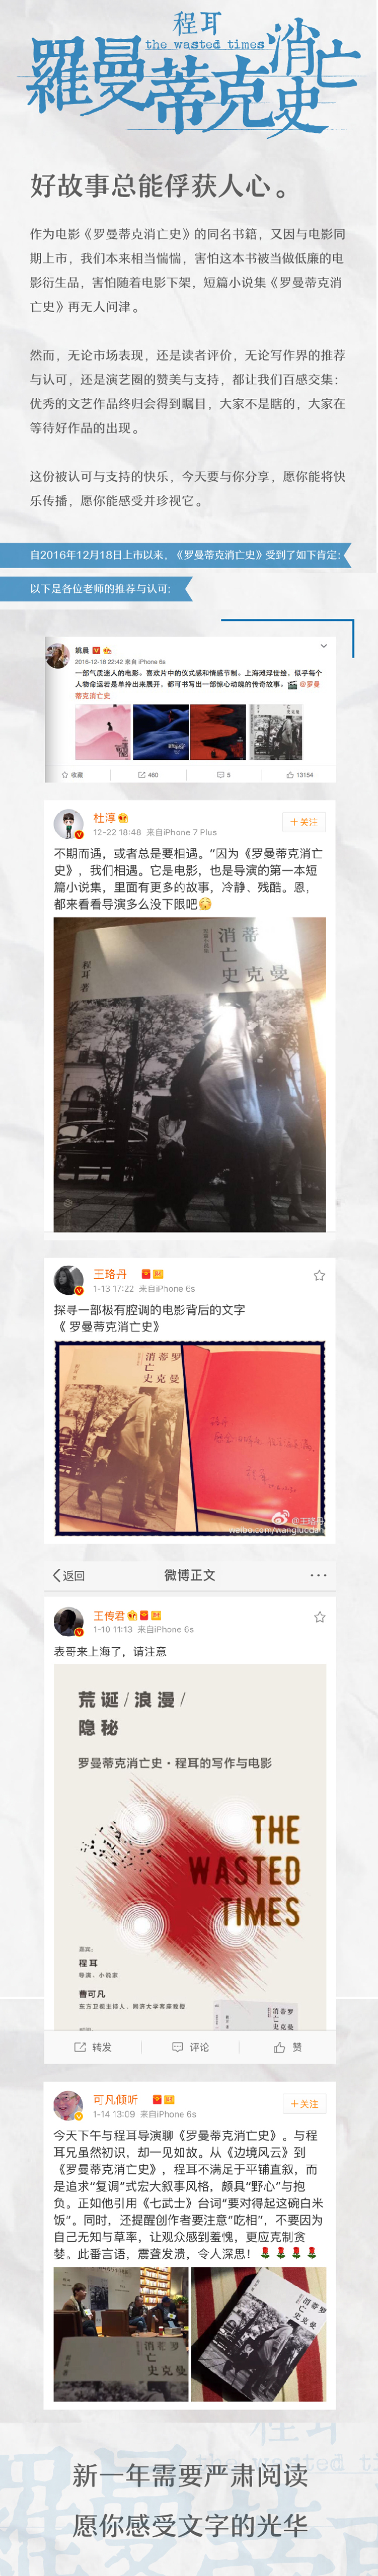 程耳
羅曼蒂克消亡史
the wasted times
好故事总能俘获人心。
作为电影《罗曼蒂克消亡史》的同名书籍，又因与电影同
期上市，我们本来相当惴惴，害怕这本书被当做低廉的电
影衍生品，害怕随着电影下架，短篇小说集《罗曼蒂克消
亡史》再无人问津。
然而，无论市场表现，还是读者评价，无论写作界的推荐
与认可，还是演艺圈的赞美与支持，都让我们百感交集：
优秀的文艺作品终归会得到瞩目，大家不是瞎的，大家在
等待好作品的出现。
这份被认可与支持的快乐，今天要与你分享，愿你能将快
乐传播，愿你能感受并珍视它。
自2016年12月18日上市以来，《罗曼蒂克消亡史》受到了如下肯定：
以下是各位老师的推荐与认可：
姚晨
2016-12-18 22:42 来自 iPhone 6s
一部气质迷人的电影。喜欢片中的仪式感和情感节制。上海滩浮世绘，似乎每个
人物命运若是单拎出来展开，都可书写出一部惊心动魄的传奇故事。@罗曼
蒂克消亡史
收藏
460
5
13154
杜淳
12-22 18:48 来自iPhone 7 Plus
+关注
不期而遇，或者总是要相遇。”因为《罗曼蒂克消亡
史》，我们相遇。它是电影，也是导演的第一本短
篇小说集，里面有更多的故事，冷静、残酷。恩，
都来看看导演多么没下限吧
消蒂
亡 曼
史克
程耳 著
王珞丹
1-13 17:22 来自iPhone 6s
探寻一部极有腔调的电影背后的文字
《 罗曼蒂克消亡史》
消蒂罗
亡 曼
史克
@王珞丹
weibo.com/wangluodan
返回
微博正文
王传君
1-10 11:13 来自iPhone 6s
表哥来上海了，请注意
荒诞/浪漫/
隐秘
罗曼蒂克消亡史·程耳的写作与电影
THE
WASTED
TIMES
嘉宾：
程耳
导演、小说家
曹可凡
东方卫视主持人、同济大学客座教授
消蒂罗
转发
评论
赞
可凡倾听
1-14 13:09 来自iPhone 6s
+关注
今天下午与程耳导演聊《罗曼蒂克消亡史》。与程
耳兄虽然初识，却一见如故。从《边境风云》到
《罗曼蒂克消亡史》，程耳不满足于平铺直叙，而
是追求“复调”式宏大叙事风格，颇具“野心”与抱
负。正如他引用《七武士》台词“要对得起这碗白米
饭”。同时，还提醒创作者要注意“吃相”，不要因为
自己无知与草率，让观众感到羞愧，更应克制贪
婪。此番言语，震聋发溃，令人深思！
消蒂罗
亡 曼
史克
消蒂罗
亡 曼
史克
新一年需要严肃阅读
愿你感受文字的光华